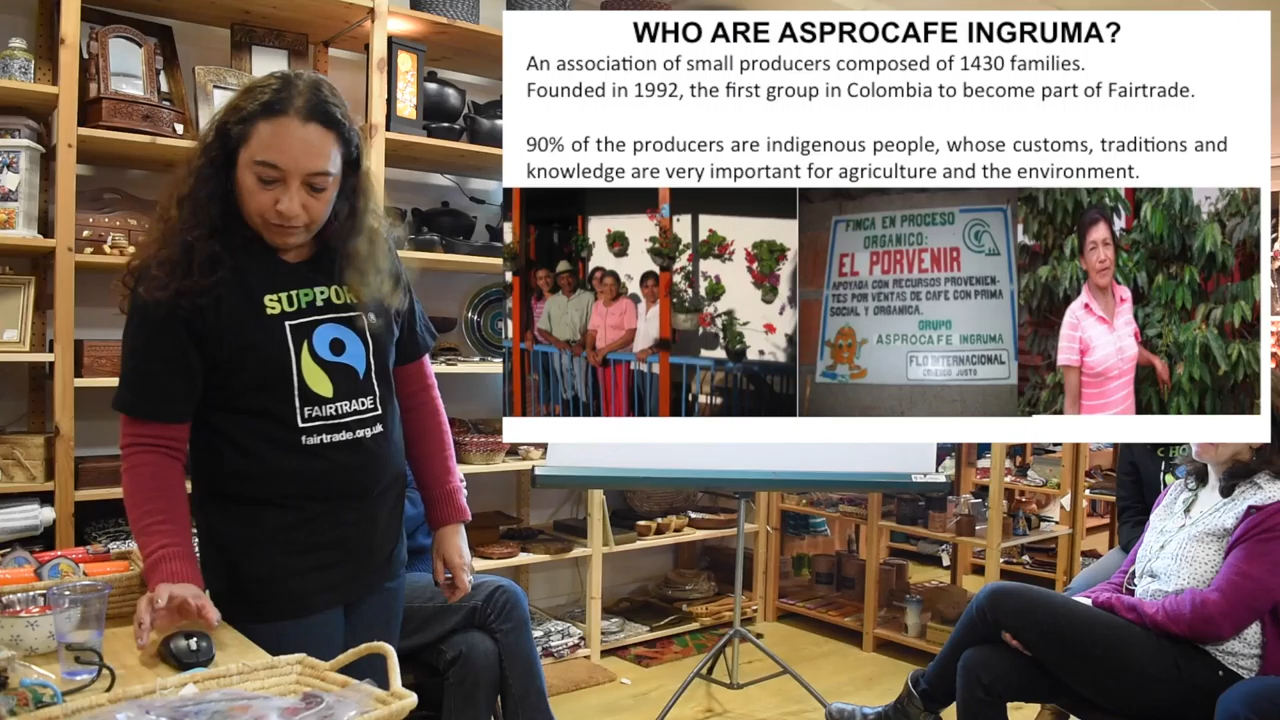 WHO ARE ASPROCAFE INGRUMA?
An association of small producers composed of 1430 families.
Founded in 1992, the first group in Colombia to become part of Fairtrade.
90% of the producers are indigenous people, whose customs, traditions and
knowledge are very important for agriculture and the environment.
FINCA EN PROCESO
ORGANICO:
EL PORVENIR
APOYADA CON RECURSOS PROVENIEN-
TES POR VENTAS DE CAFE CON PRIMA
SOCIAL Y ORGANICA.
GRUPO
ASPROCAFE INGRUMA
FLO INTERNACIONAL
COMERCIO JUSTO
SUPPOR
FAIRTRADE
fairtrade.org.uk